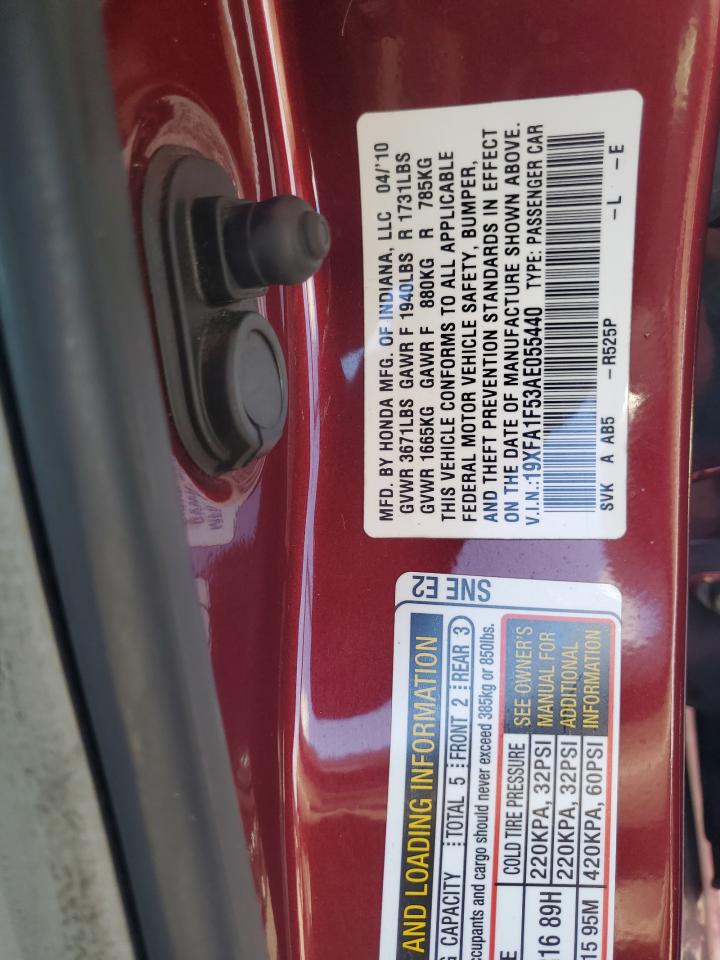 MFD. BY HONDA MFG. OF INDIANA, LLC 04/'10
GVWR 3671LBS GAWR F 1940LBS R 1731LBS
GVWR 1665KG GAWR F 880KG R 785KG
THIS VEHICLE CONFORMS TO ALL APPLICABLE
FEDERAL MOTOR VEHICLE SAFETY, BUMPER,
AND THEFT PREVENTION STANDARDS IN EFFECT
ON THE DATE OF MANUFACTURE SHOWN ABOVE.
V.I.N.:19XFA1F53AE055440 TYPE: PASSENGER CAR
SVK A AB5 -R525P -L -E
SNE E2
AND LOADING INFORMATION
CAPACITY TOTAL 5 FRONT 2 REAR 3
ccupants and cargo should never exceed 385kg or 850lbs.
COLD TIRE PRESSURE
16 89H 220KPA, 32PSI
220KPA, 32PSI
15 95M 420KPA, 60PSI
SEE OWNER'S
MANUAL FOR
ADDITIONAL
INFORMATION